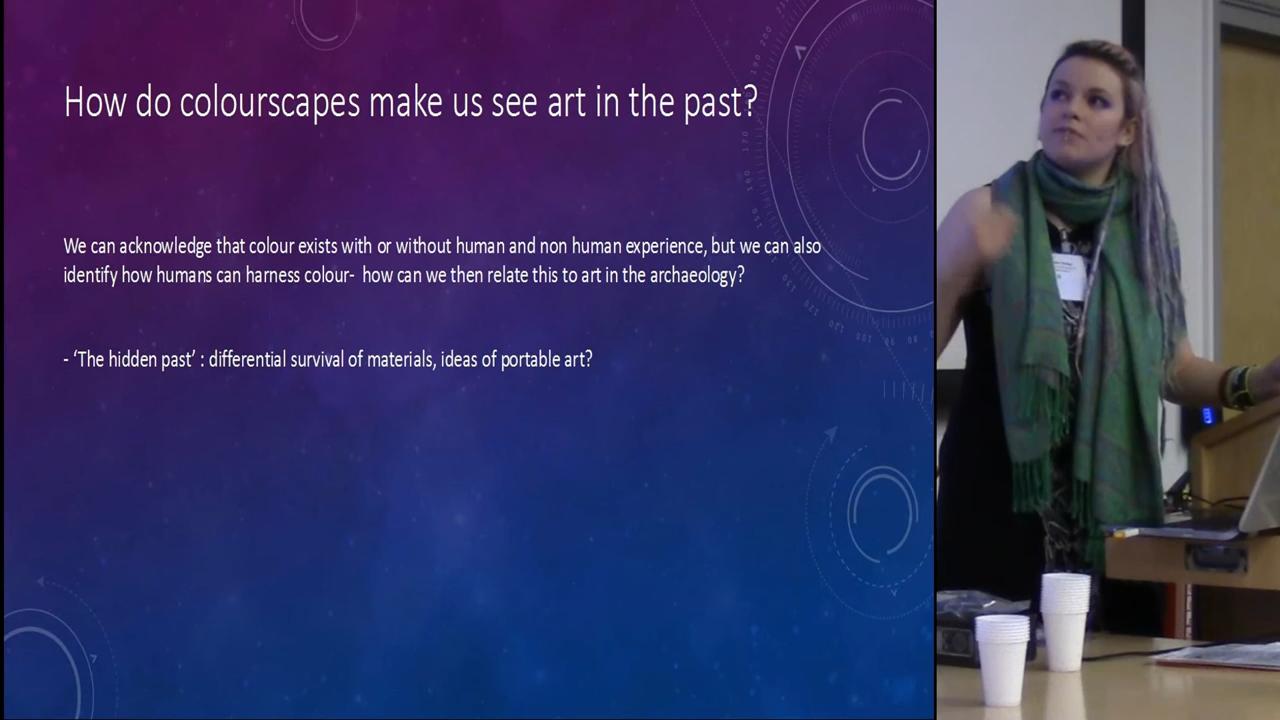 How do colourscapes make us see art in the past?
We can acknowledge that colour exists with or without human and non human experience, but we can also
identify how humans can harness colour-  how can we then relate this to art in the archaeology?
- ‘The hidden past’ : differential survival of materials, ideas of portable art?